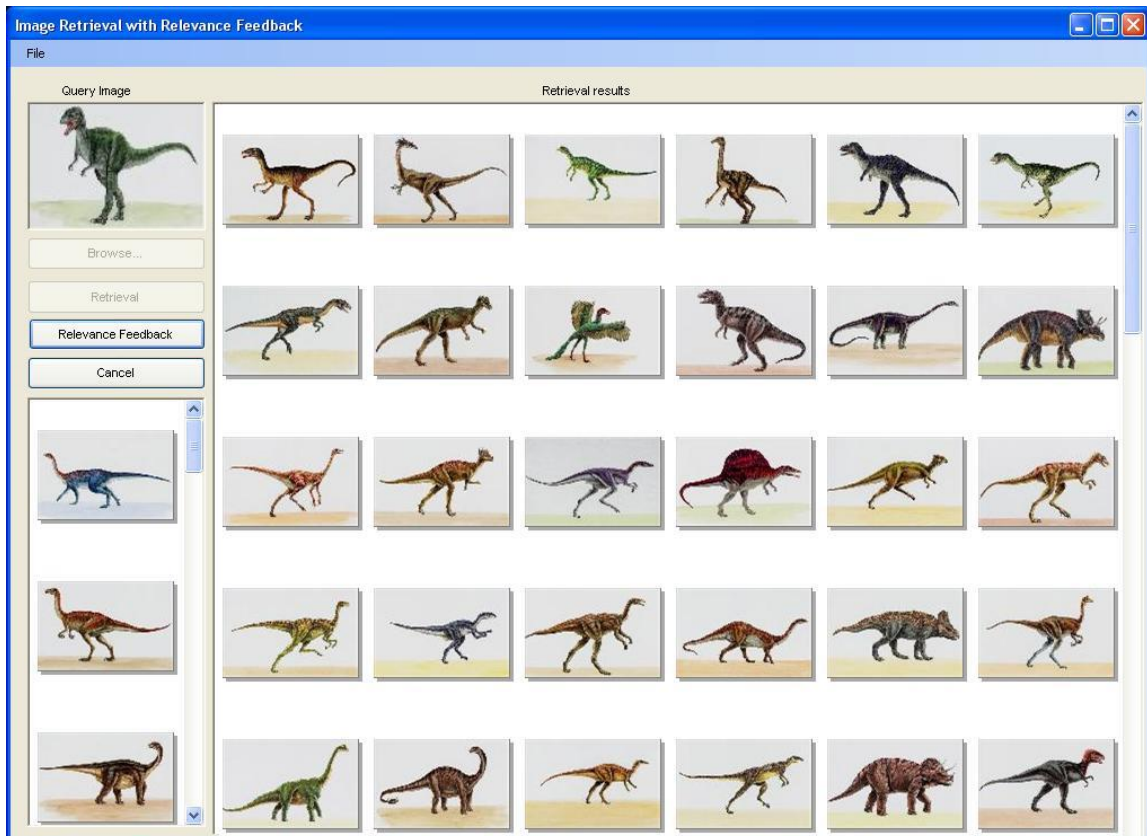 Image Retrieval with Relevance Feedback
File
Query Image
Retrieval results
Browse...
Retrieval
Relevance Feedback
Cancel